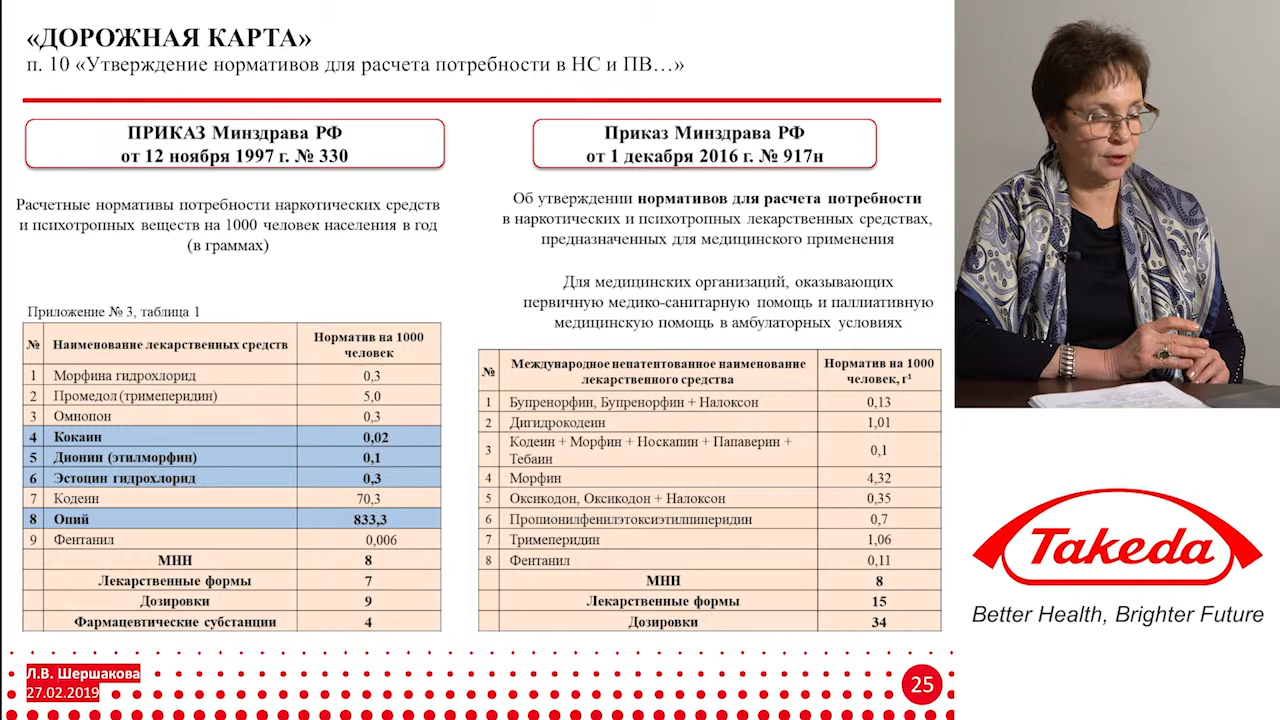 «ДОРОЖНАЯ КАРТА»
п. 10 «Утверждение нормативов для расчета потребности в НС и ПВ…»
ПРИКАЗ Минздрава РФ
от 12 ноября 1997 г. № 330
Расчетные нормативы потребности наркотических средств
и психотропных веществ на 1000 человек населения в год
(в граммах)
Приложение № 3, таблица 1
№ Наименование лекарственных средств Норматив на 1000
человек
1 Морфина гидрохлорид 0,3
2 Промедол (тримеперидин) 5,0
3 Омнопон 0,3
4 Кокаин 0,02
5 Дионин (этилморфин) 0,1
6 Эстоцин гидрохлорид 0,3
7 Кодеин 70,3
8 Опий 833,3
9 Фентанил 0,006
МНН 8
Лекарственные формы 7
Дозировки 9
Фармацевтические субстанции 4
Приказ Минздрава РФ
от 1 декабря 2016 г. № 917н
Об утверждении нормативов для расчета потребности
в наркотических и психотропных лекарственных средствах,
предназначенных для медицинского применения
Для медицинских организаций, оказывающих
первичную медико-санитарную помощь и паллиативную
медицинскую помощь в амбулаторных условиях
№ Международное непатентованное наименование
лекарственного средства Норматив на 1000
человек, г¹
1 Бупренорфин, Бупренорфин + Налоксон 0,13
2 Дигидрокодеин 1,01
3 Кодеин + Морфин + Носкапин + Папаверин +
Тебаин 0,1
4 Морфин 4,32
5 Оксикодон, Оксикодон + Налоксон 0,35
6 Пропионилфенилэтоксиэтилпиперидин 0,7
7 Тримеперидин 1,06
8 Фентанил 0,11
МНН 8
Лекарственные формы 15
Дозировки 34
Л.В. Шершакова
27.02.2019
25
Takeda
Better Health, Brighter Future